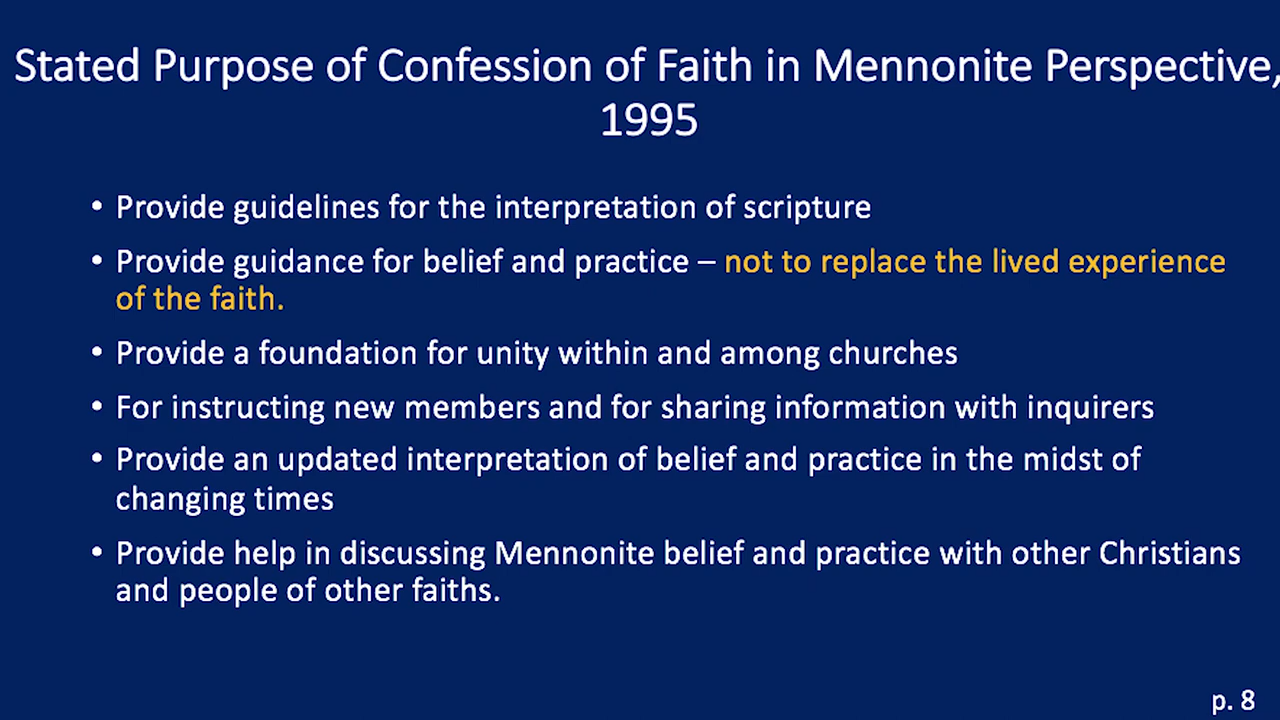 Stated Purpose of Confession of Faith in Mennonite Perspective,
1995
• Provide guidelines for the interpretation of scripture
• Provide guidance for belief and practice – not to replace the lived experience
of the faith.
• Provide a foundation for unity within and among churches
• For instructing new members and for sharing information with inquirers
• Provide an updated interpretation of belief and practice in the midst of
changing times
• Provide help in discussing Mennonite belief and practice with other Christians
and people of other faiths.
p. 8